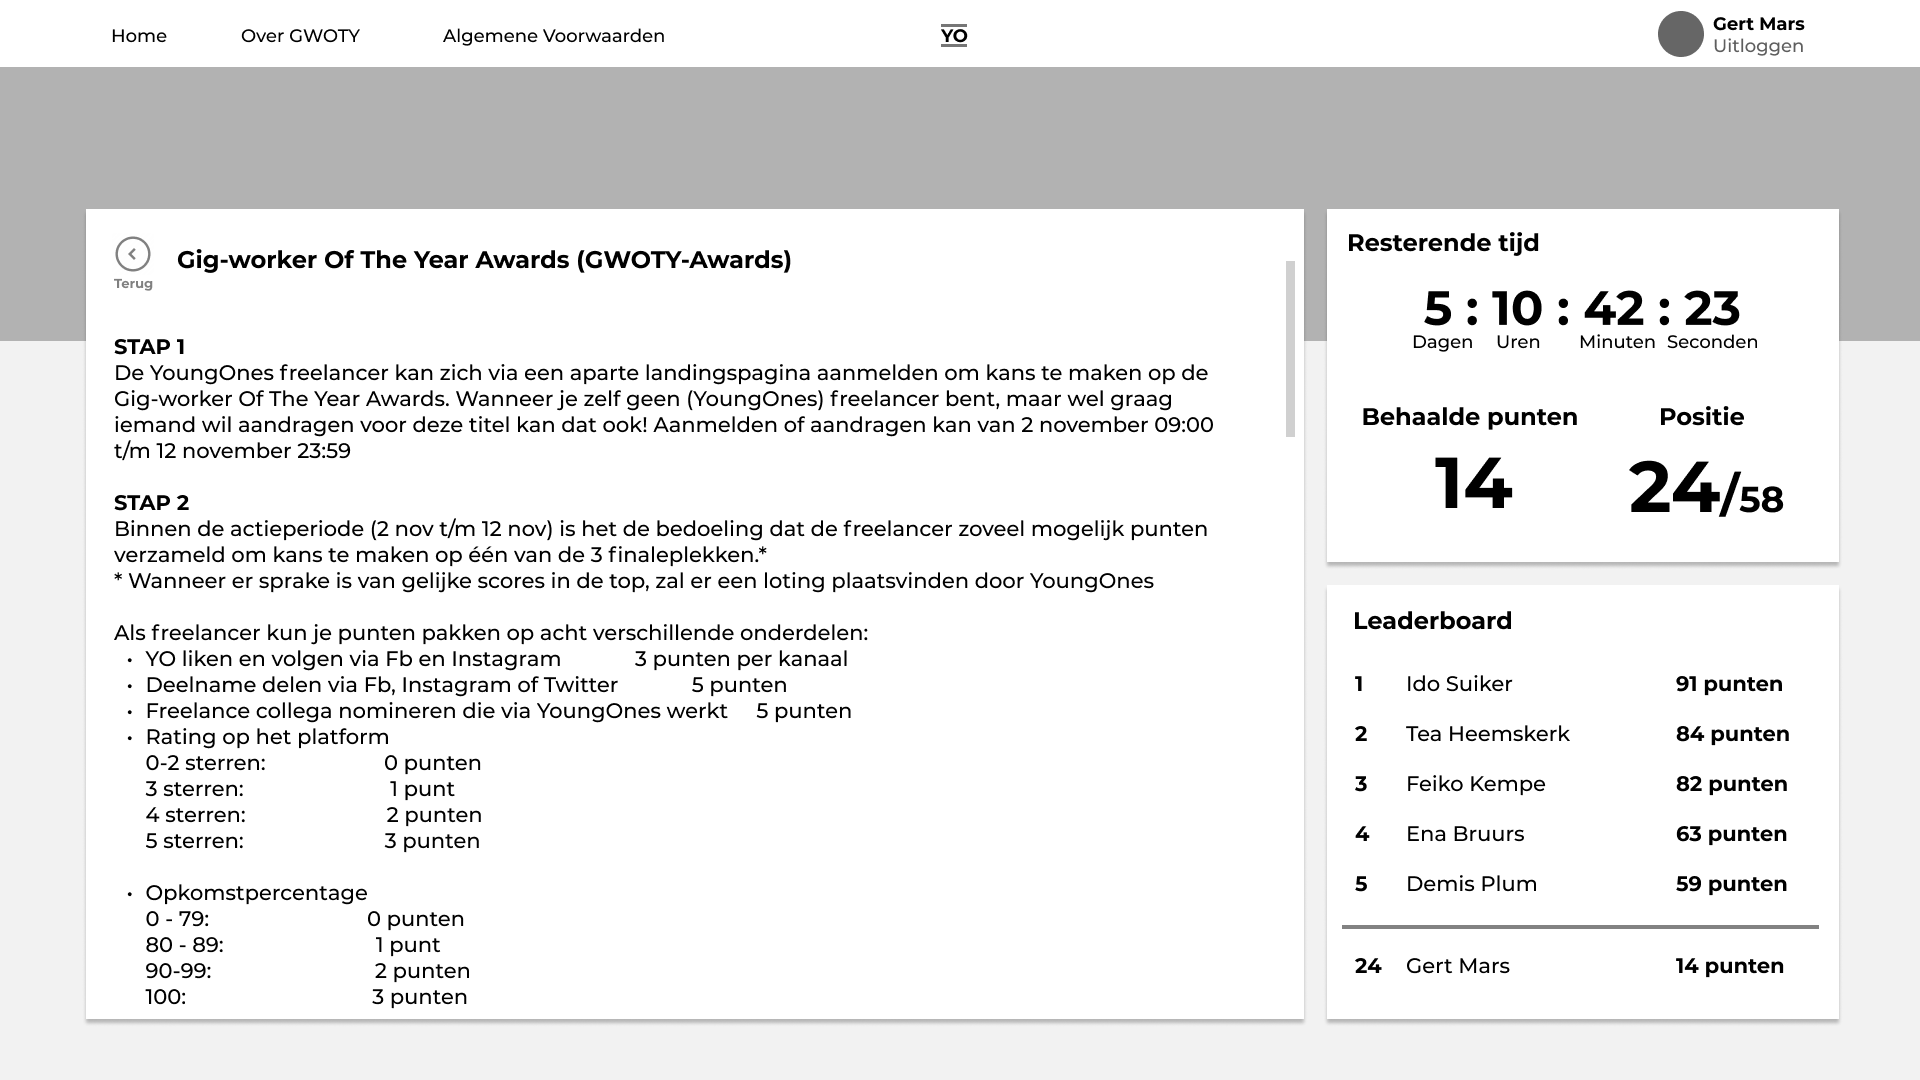 Home Over GWOTY Algemene Voorwaarden YO Gert Mars
Uitloggen
Terug
Gig-worker Of The Year Awards (GWOTY-Awards)
STAP 1
De YoungOnes freelancer kan zich via een aparte landingspagina aanmelden om kans te maken op de
Gig-worker Of The Year Awards. Wanneer je zelf geen (YoungOnes) freelancer bent, maar wel graag
iemand wil aandragen voor deze titel kan dat ook! Aanmelden of aandragen kan van 2 november 09:00
t/m 12 november 23:59
STAP 2
Binnen de actieperiode (2 nov t/m 12 nov) is het de bedoeling dat de freelancer zoveel mogelijk punten
verzameld om kans te maken op één van de 3 finaleplekken.*
* Wanneer er sprake is van gelijke scores in de top, zal er een loting plaatsvinden door YoungOnes
Als freelancer kun je punten pakken op acht verschillende onderdelen:
• YO liken en volgen via Fb en Instagram 3 punten per kanaal
• Deelname delen via Fb, Instagram of Twitter 5 punten
• Freelance collega nomineren die via YoungOnes werkt 5 punten
• Rating op het platform
0-2 sterren: 0 punten
3 sterren: 1 punt
4 sterren: 2 punten
5 sterren: 3 punten
• Opkomstpercentage
0 - 79: 0 punten
80 - 89: 1 punt
90-99: 2 punten
100: 3 punten
Resterende tijd
5 : 10 : 42 : 23
Dagen Uren Minuten Seconden
Behaalde punten Positie
14 24/58
Leaderboard
1 Ido Suiker 91 punten
2 Tea Heemskerk 84 punten
3 Feiko Kempe 82 punten
4 Ena Bruurs 63 punten
5 Demis Plum 59 punten
24 Gert Mars 14 punten